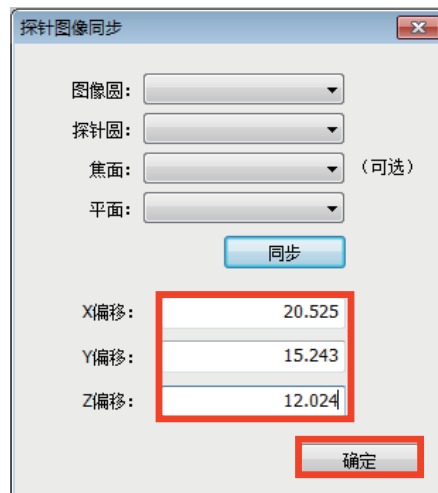 探针图像同步
图像圆：
探针圆：
焦面： （可选）
平面：
同步
X偏移： 20.525
Y偏移： 15.243
Z偏移： 12.024
确定